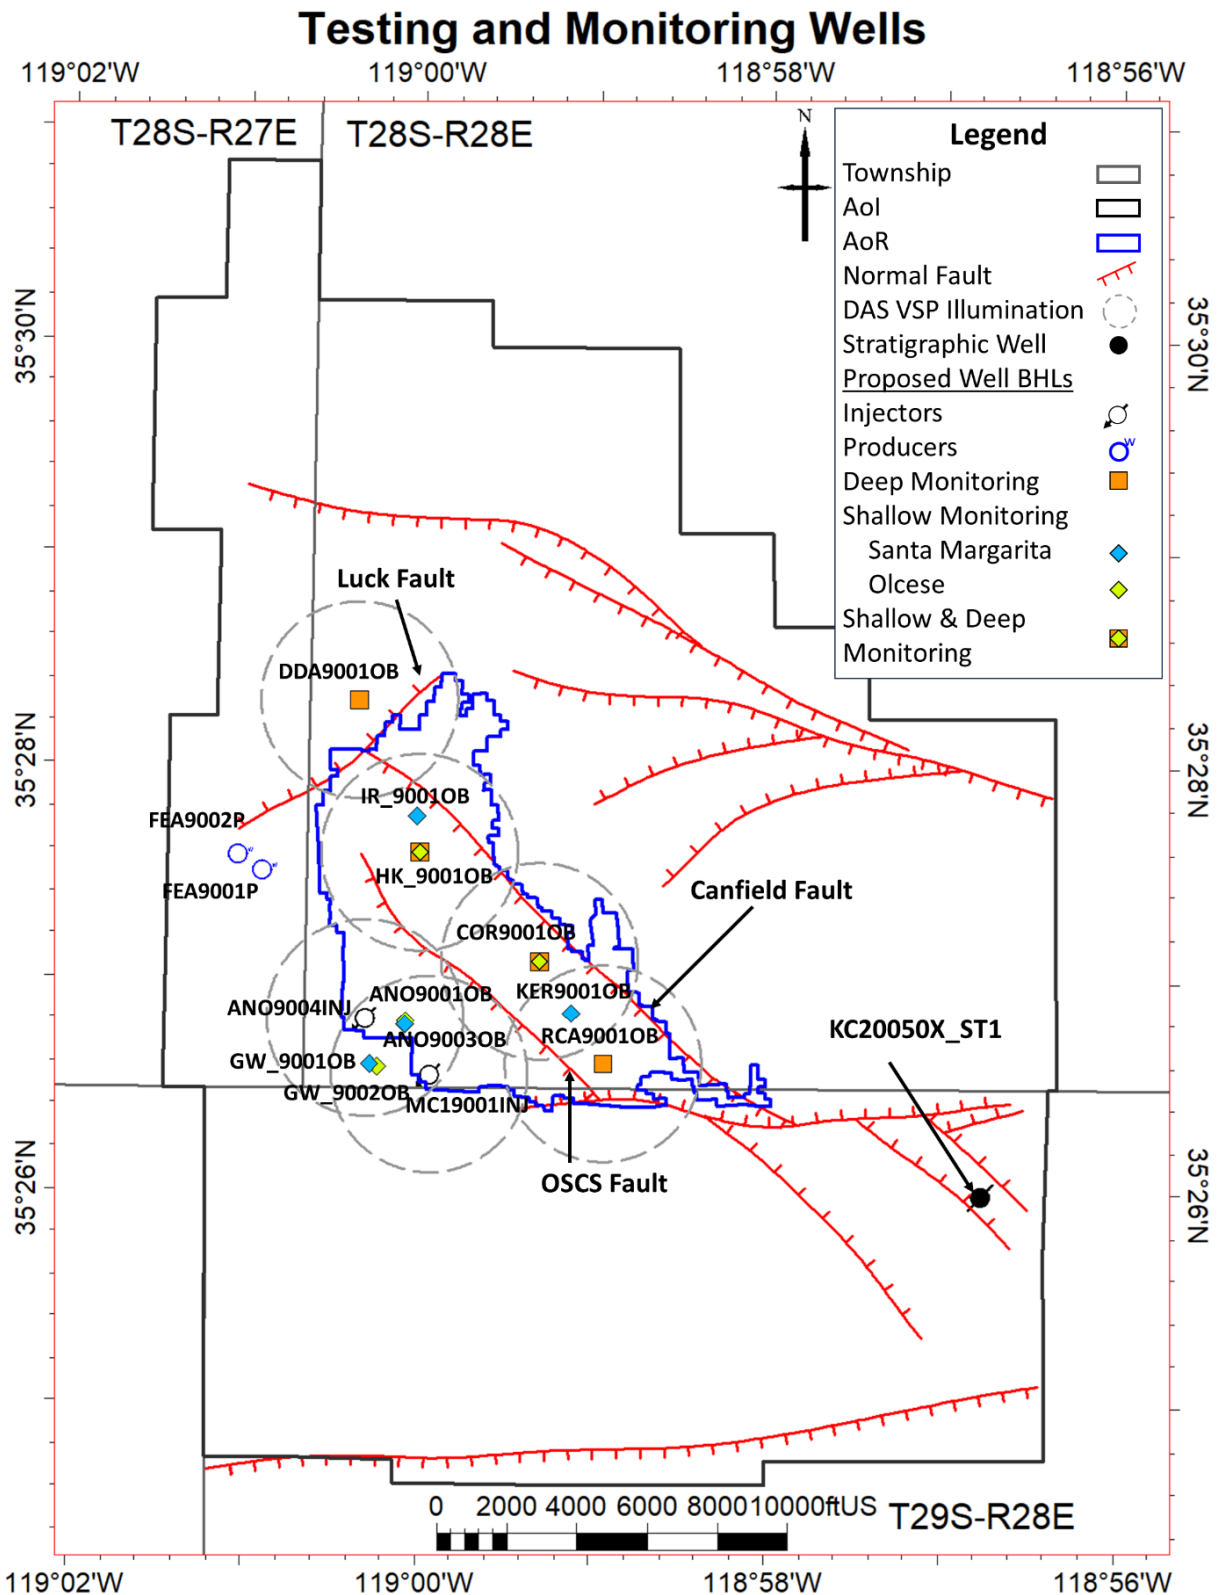 Testing and Monitoring Wells
119°02'W
119°00'W
118°58'W
118°56'W
T28S-R27E
T28S-R28E
N
Legend
Township
AoI
AoR
Normal Fault
DAS VSP Illumination
Stratigraphic Well
Proposed Well BHLs
Injectors
Producers
W
Deep Monitoring
Shallow Monitoring
Santa Margarita
Olcese
Shallow & Deep
Monitoring
35°30'N
35°30'N
Luck Fault
DDA9001OB
35°28'N
35°28'N
IR_9001OB
FEA9002P
W
W
FEA9001P
HK_9001OB
Canfield Fault
COR9001OB
KER9001OB
ANO9001OB
ANO9004INJ
ANO9003OB
RCA9001OB
KC20050X_ST1
GW_9001OB
GW_9002OB
MC19001INJ
OSCS Fault
35°26'N
35°26'N
0 2000 4000 6000 8000 10000ftUS
T29S-R28E
119°02'W
119°00'W
118°58'W
118°56'W